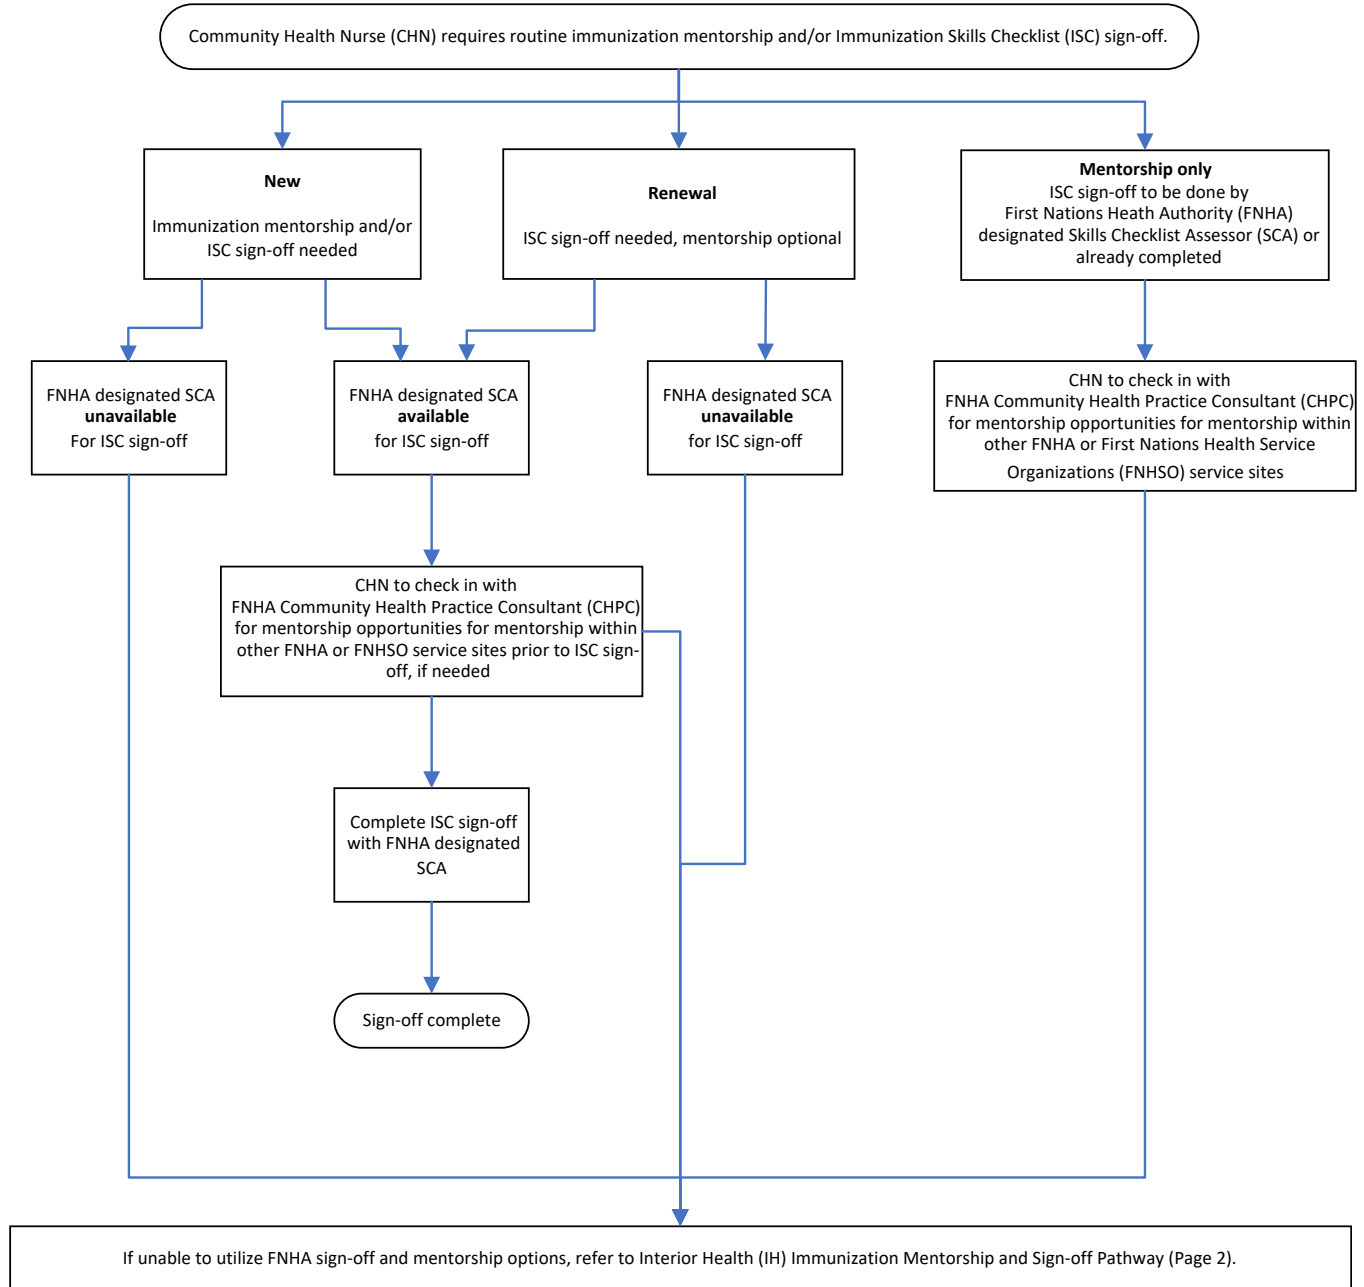 Community Health Nurse (CHN) requires routine immunization mentorship and/or Immunization Skills Checklist (ISC) sign-off.
New
Immunization mentorship and/or
ISC sign-off needed
Renewal
ISC sign-off needed, mentorship optional
Mentorship only
ISC sign-off to be done by
First Nations Heath Authority (FNHA)
designated Skills Checklist Assessor (SCA) or
already completed
FNHA designated SCA
unavailable
For ISC sign-off
FNHA designated SCA
available
for ISC sign-off
FNHA designated SCA
unavailable
for ISC sign-off
CHN to check in with
FNHA Community Health Practice Consultant (CHPC)
for mentorship opportunities for mentorship within
other FNHA or First Nations Health Service
Organizations (FNHSO) service sites
CHN to check in with
FNHA Community Health Practice Consultant (CHPC)
for mentorship opportunities for mentorship within
other FNHA or FNHSO service sites prior to ISC sign-
off, if needed
Complete ISC sign-off
with FNHA designated
SCA
Sign-off complete
If unable to utilize FNHA sign-off and mentorship options, refer to Interior Health (IH) Immunization Mentorship and Sign-off Pathway (Page 2).